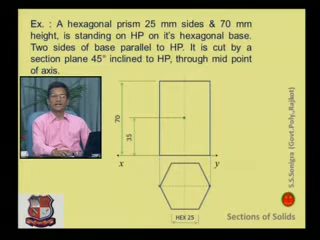 Ex. : A hexagonal prism 25 mm sides & 70 mm
height, is standing on HP on it's hexagonal base.
Two sides of base parallel to HP. It is cut by a
section plane 45° inclined to HP, through mid point
of axis.
70
35
x
y
HEX 25
S.S.Sonigra (Govt.Poly.,Rajkot)
Sections of Solids